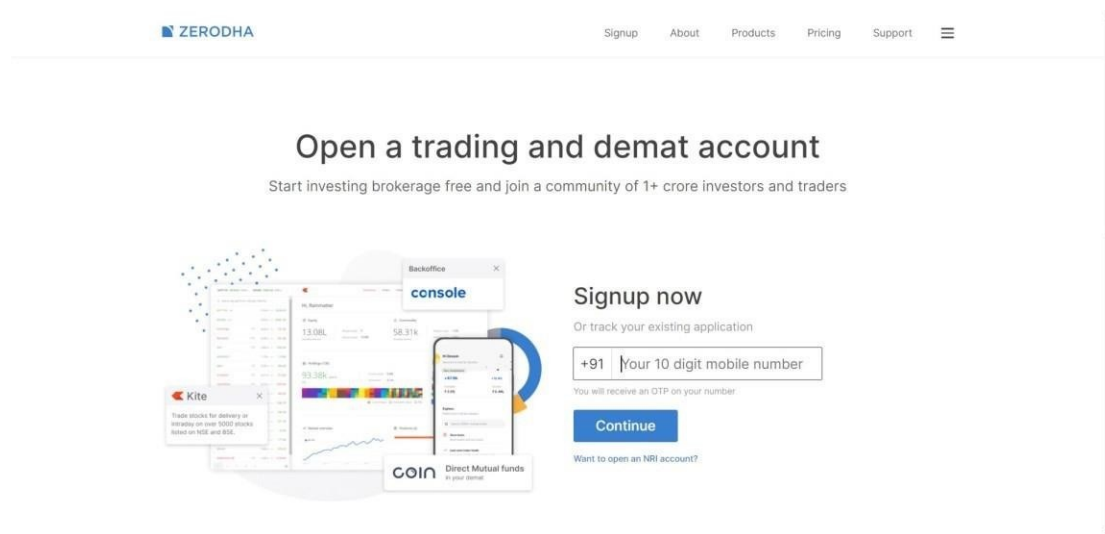 ZERODHA
Signup About Products Pricing Support
Open a trading and demat account
Start investing brokerage free and join a community of 1+ crore investors and traders
Backoffice
console
Hi,
13.08L
58.31k
93.38k
Kite
Trade stocks for delivery or
intraday on over 5000 stocks
listed on NSE and BSE.
COIN Direct Mutual funds
in your demat
Signup now
Or track your existing application
+91 Your 10 digit mobile number
You will receive an OTP on your number
Continue
Want to open an NRI account?